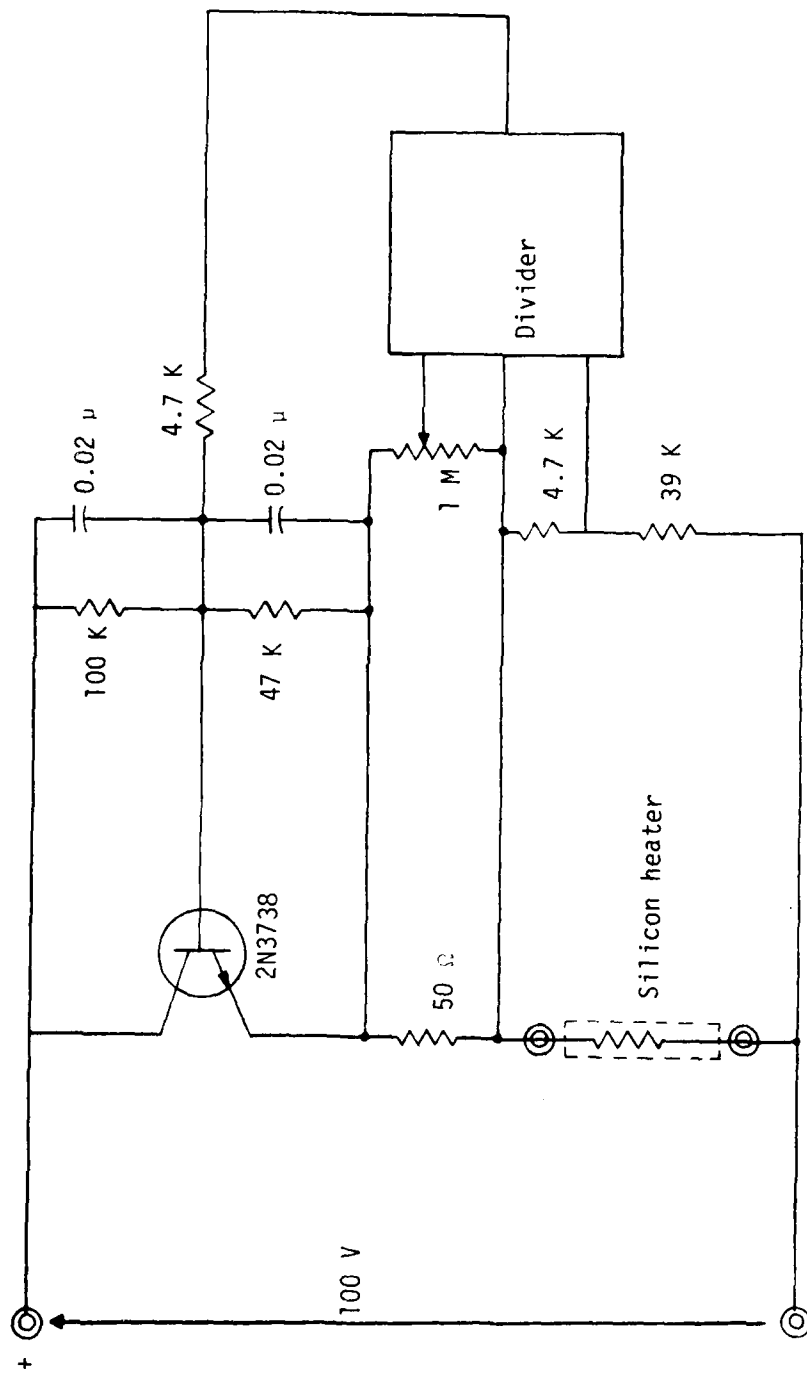 +
100 V
100 K
0.02 µ
4.7 K
47 K
0.02 µ
2N3738
1 M
Divider
50 Ω
4.7 K
39 K
Silicon heater